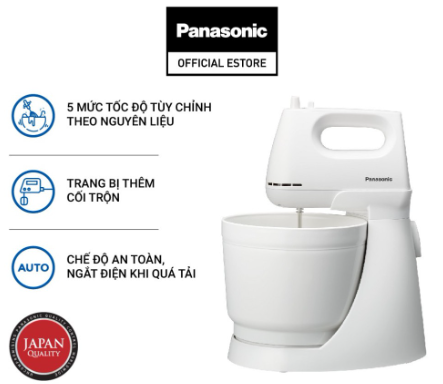 Panasonic
OFFICIAL ESTORE
5 MỨC TỐC ĐỘ TÙY CHỈNH
THEO NGUYÊN LIỆU
TRANG BỊ THÊM
CỐI TRỘN
AUTO
CHẾ ĐỘ AN TOÀN,
NGẮT ĐIỆN KHI QUÁ TẢI
Panasonic
JAPAN
QUALITY